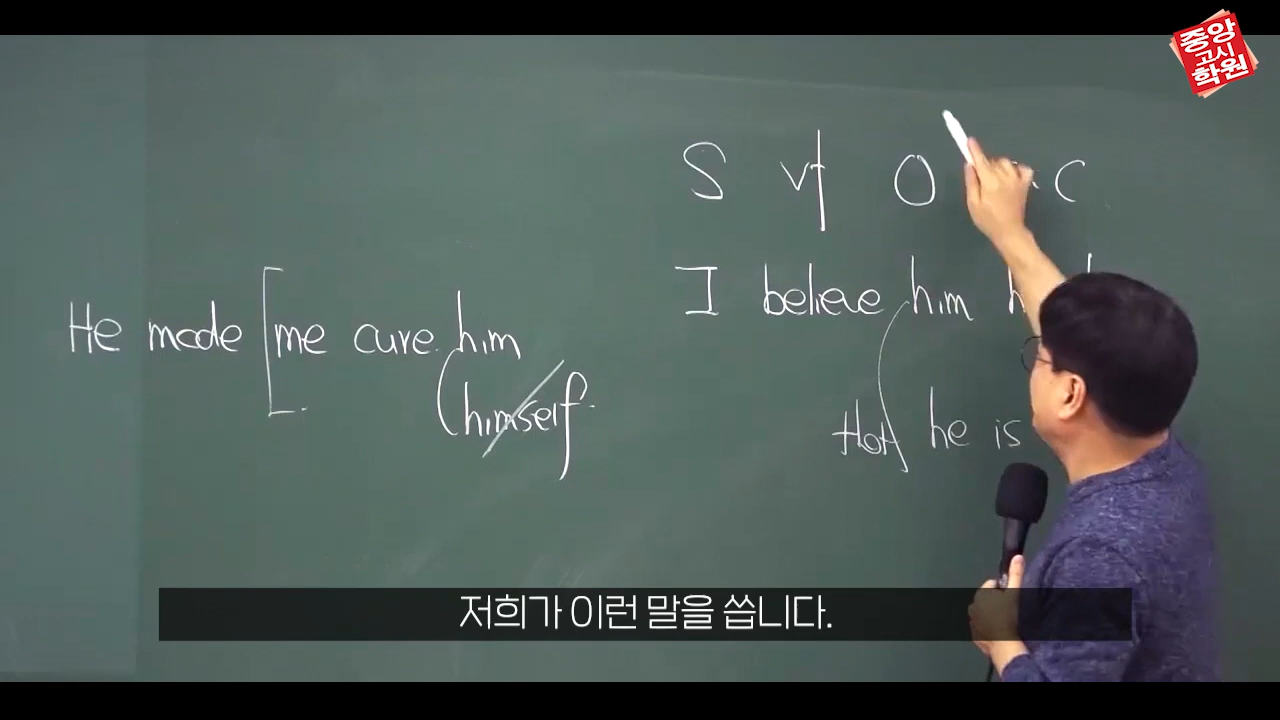 중앙
고시
학원
S vt O . C
I believe him h
He made [me cure him
(himself.
that he is
저희가 이런 말을 씁니다.